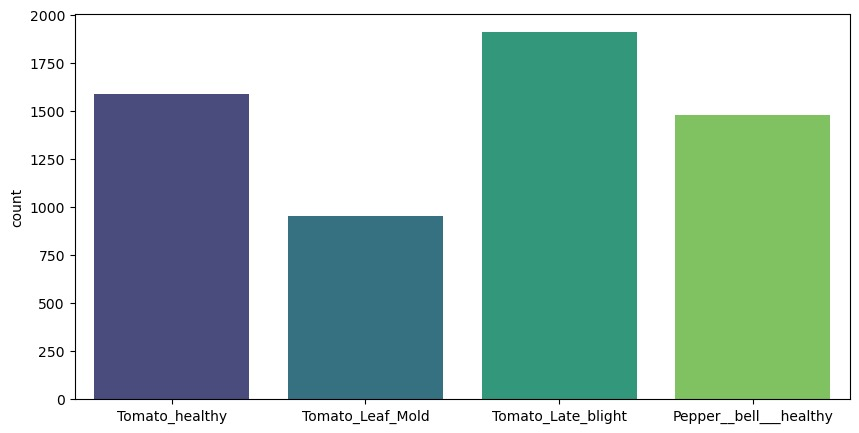 2000
1750
1500
1250
1000
750
500
250
0
count
Tomato_healthy
Tomato_Leaf_Mold
Tomato_Late_blight
Pepper__bell___healthy